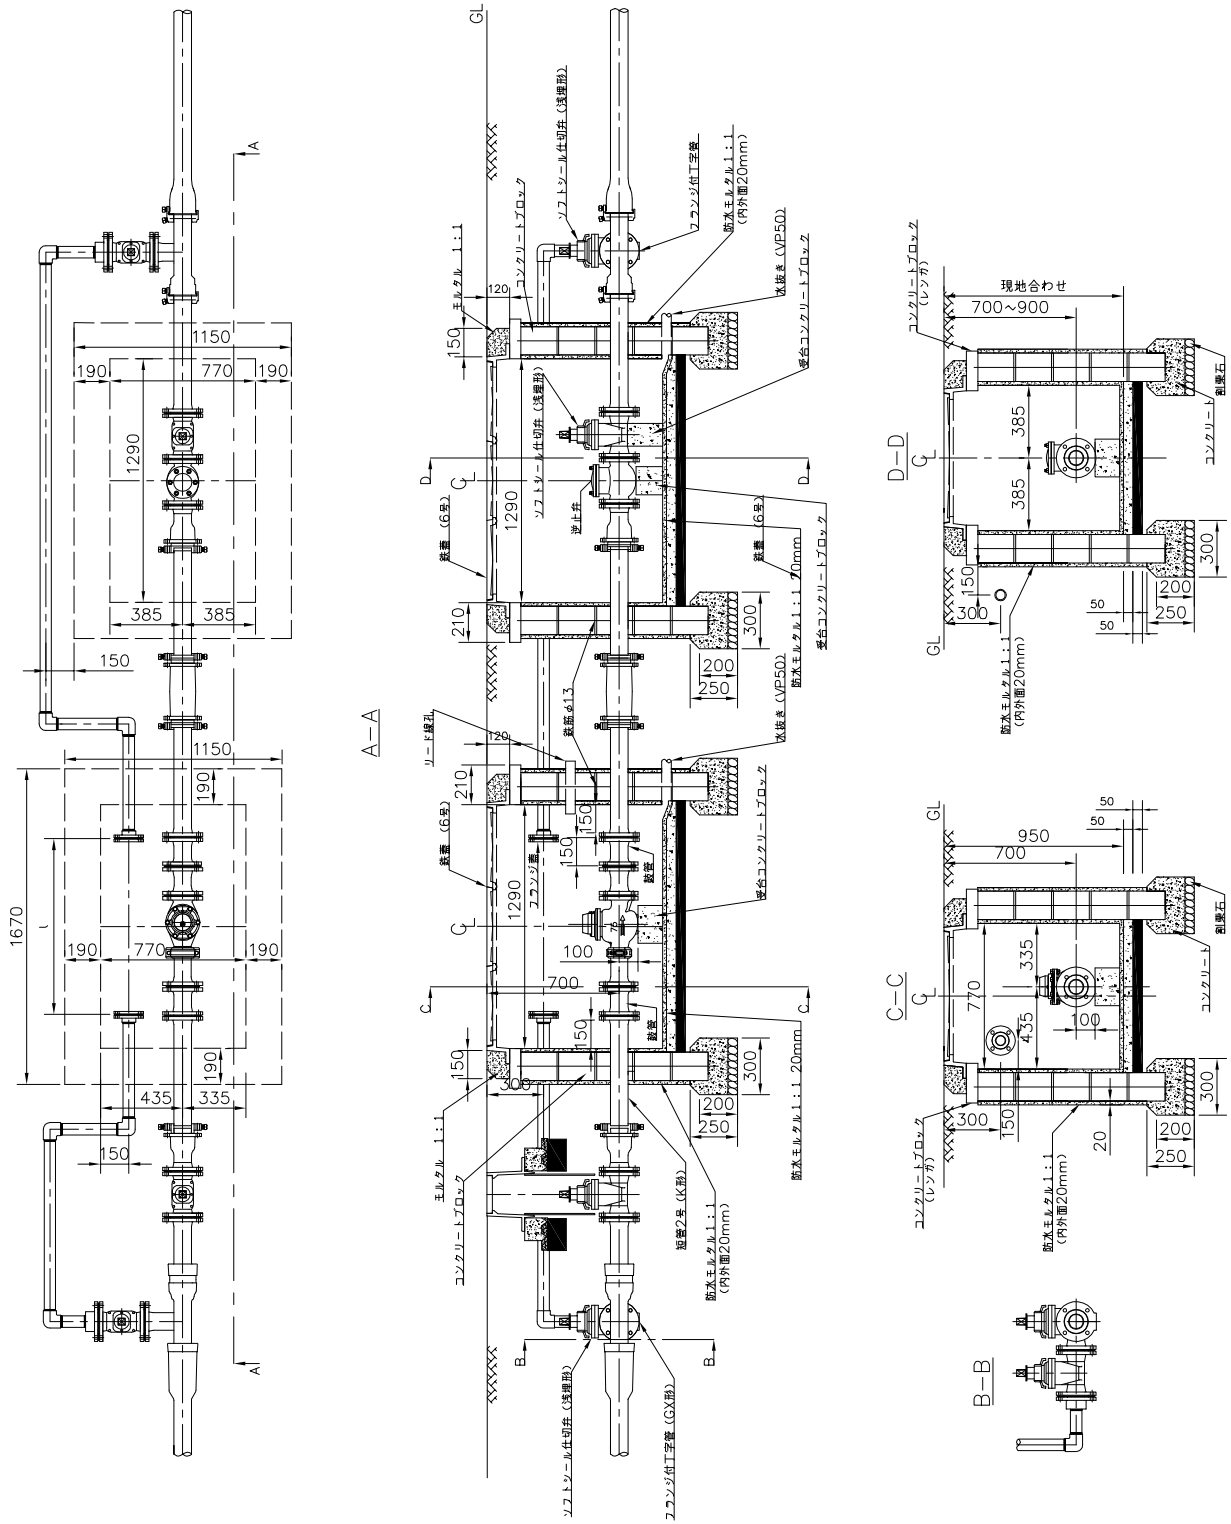 A
1150
190
770
190
1290
385
385
150
1150
190
1670
l
190
770
190
190
435
335
150
A
A-A
GL
ソフトシール仕切弁（浅埋形）
コンクリートブロック
モルタル 1：1
120
150
フランジ付丁字管
防水モルタル1：1
（内外面20mm）
水抜き（VP50）
受台コンクリートブロック
ソフトシール仕切弁（浅埋形）
D
D
CL
1290
逆止弁
鉄蓋（6号）
鉄蓋（6号）
防水モルタル1：1 20mm
受台コンクリートブロック
210
300
200
250
鉄筋φ13
リード線孔
120
210
水抜き（VP50）
鉄蓋（6号）
150
150
フランジ蓋
鼓管
受台コンクリートブロック
1290
CL
100
700
C
C
150
鼓管
150
300
300
200
250
モルタル 1：1
コンクリートブロック
防水モルタル1：1 20mm
短管2号（K形）
防水モルタル1：1
（内外面20mm）
B
B
ソフトシール仕切弁（浅埋形）
フランジ付丁字管（GX形）
D-D
CL
コンクリートブロック
（レンガ）
現地合わせ
700～900
385
385
割栗石
コンクリート
150
300
300
200
250
50
50
GL
防水モルタル1：1
（内外面20mm）
C-C
CL
GL
950
700
50
50
335
770
435
100
割栗石
コンクリート
300
150
20
300
200
250
コンクリートブロック
（レンガ）
防水モルタル1：1
（内外面20mm）
B-B